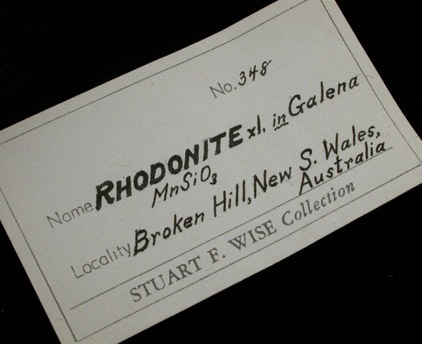 No. 348
Name RHODONITE xl. in Galena
MnSiO3
Locality Broken Hill, New S. Wales,
Australia
STUART F. WISE Collection